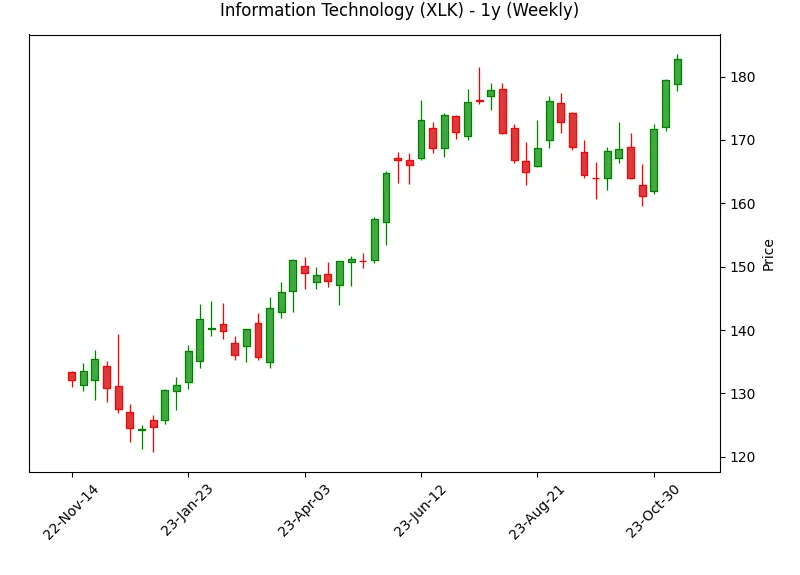 Information Technology (XLK) - 1y (Weekly)
180
170
160
150
140
130
120
Price
22-Nov-14
23-Jan-23
23-Apr-03
23-Jun-12
23-Aug-21
23-Oct-30